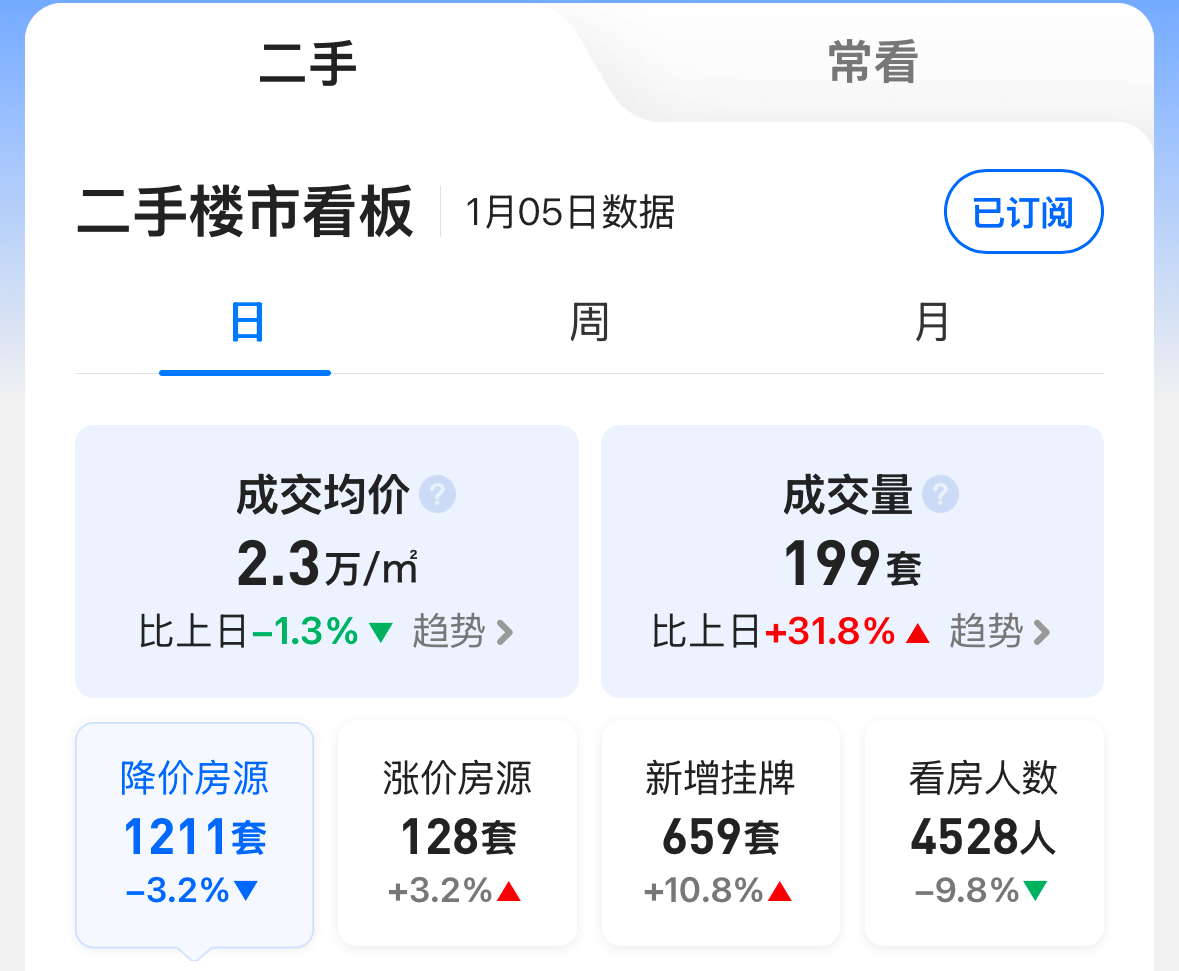 二手 常看
二手楼市看板 1月05日数据 已订阅
日 周 月
成交均价 ? 成交量 ?
2.3万/㎡ 199套
比上日-1.3%▼ 趋势> 比上日+31.8%▲ 趋势>
降价房源 涨价房源 新增挂牌 看房人数
1211套 128套 659套 4528人
-3.2%▼ +3.2%▲ +10.8%▲ -9.8%▼